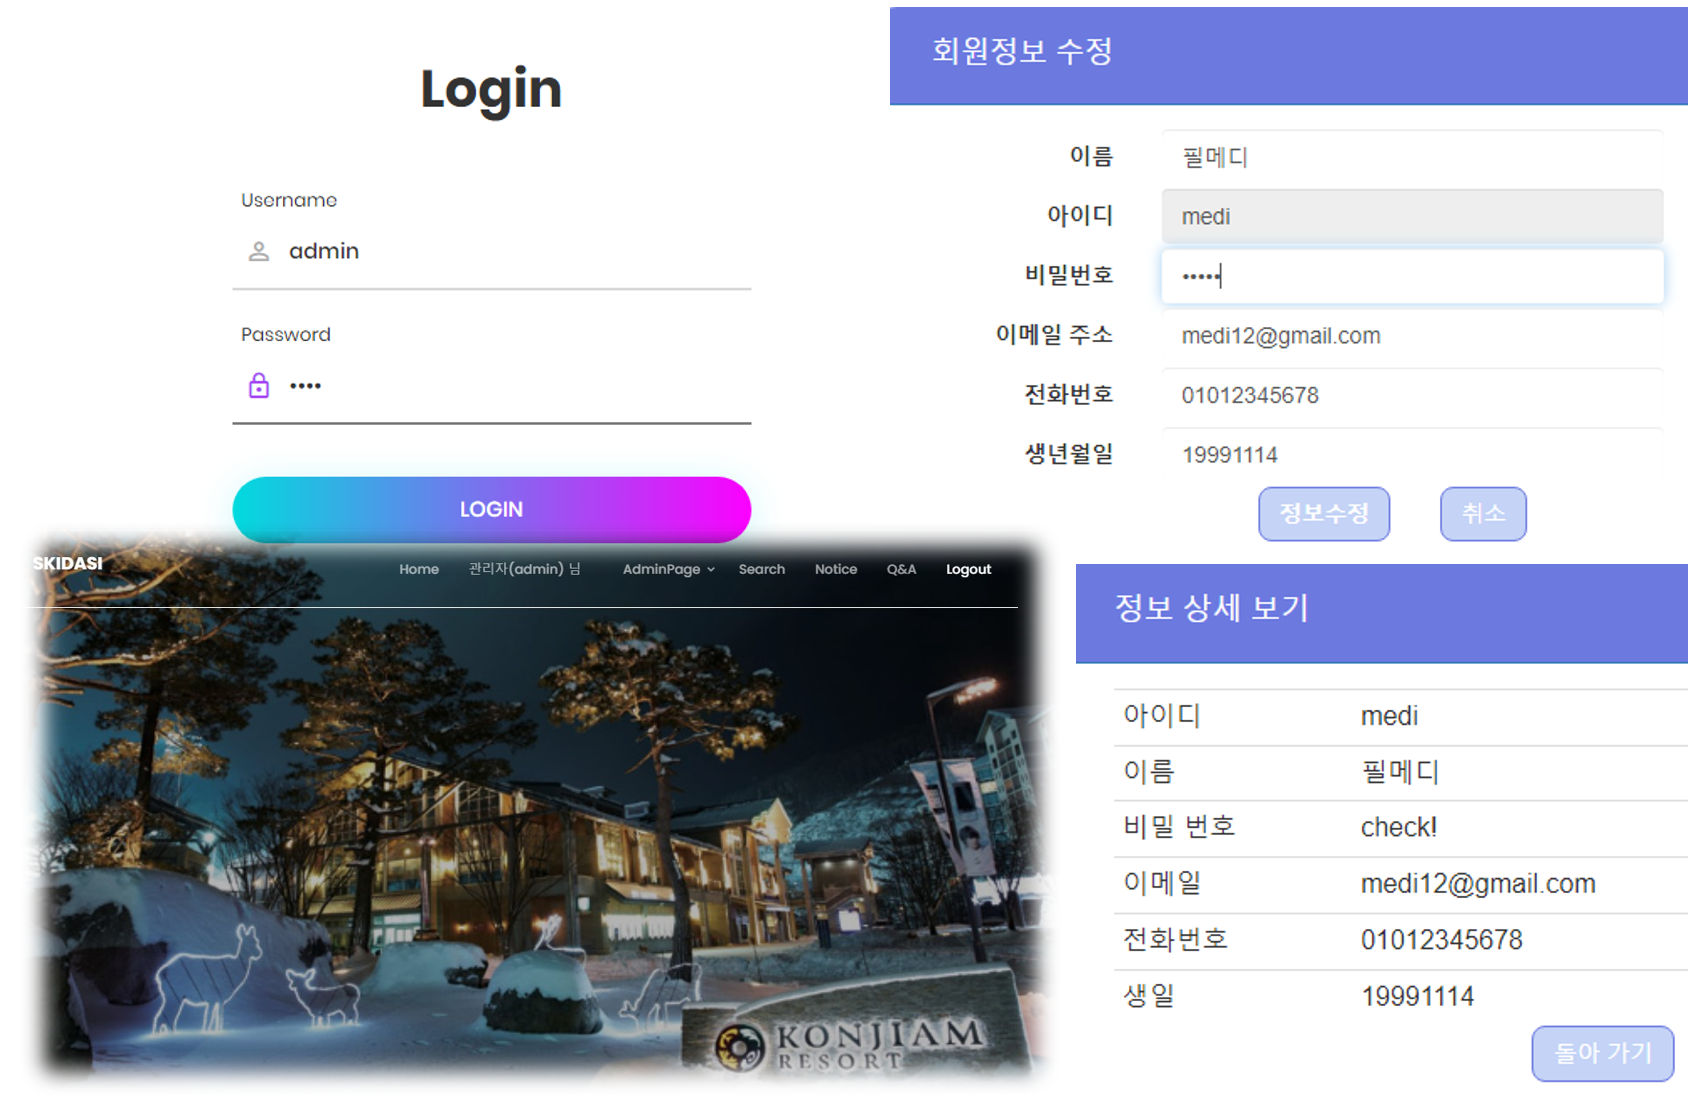 Login
Username
admin
Password
••••
LOGIN
회원정보 수정
이름 필메디
아이디 medi
비밀번호 •••••
이메일 주소 medi12@gmail.com
전화번호 01012345678
생년월일 19991114
정보수정 취소
SKIDASI Home 관리자(admin) 님 AdminPage Search Notice Q&A Logout
KONJIAM
RESORT
정보 상세 보기
아이디 medi
이름 필메디
비밀 번호 check!
이메일 medi12@gmail.com
전화번호 01012345678
생일 19991114
돌아 가기